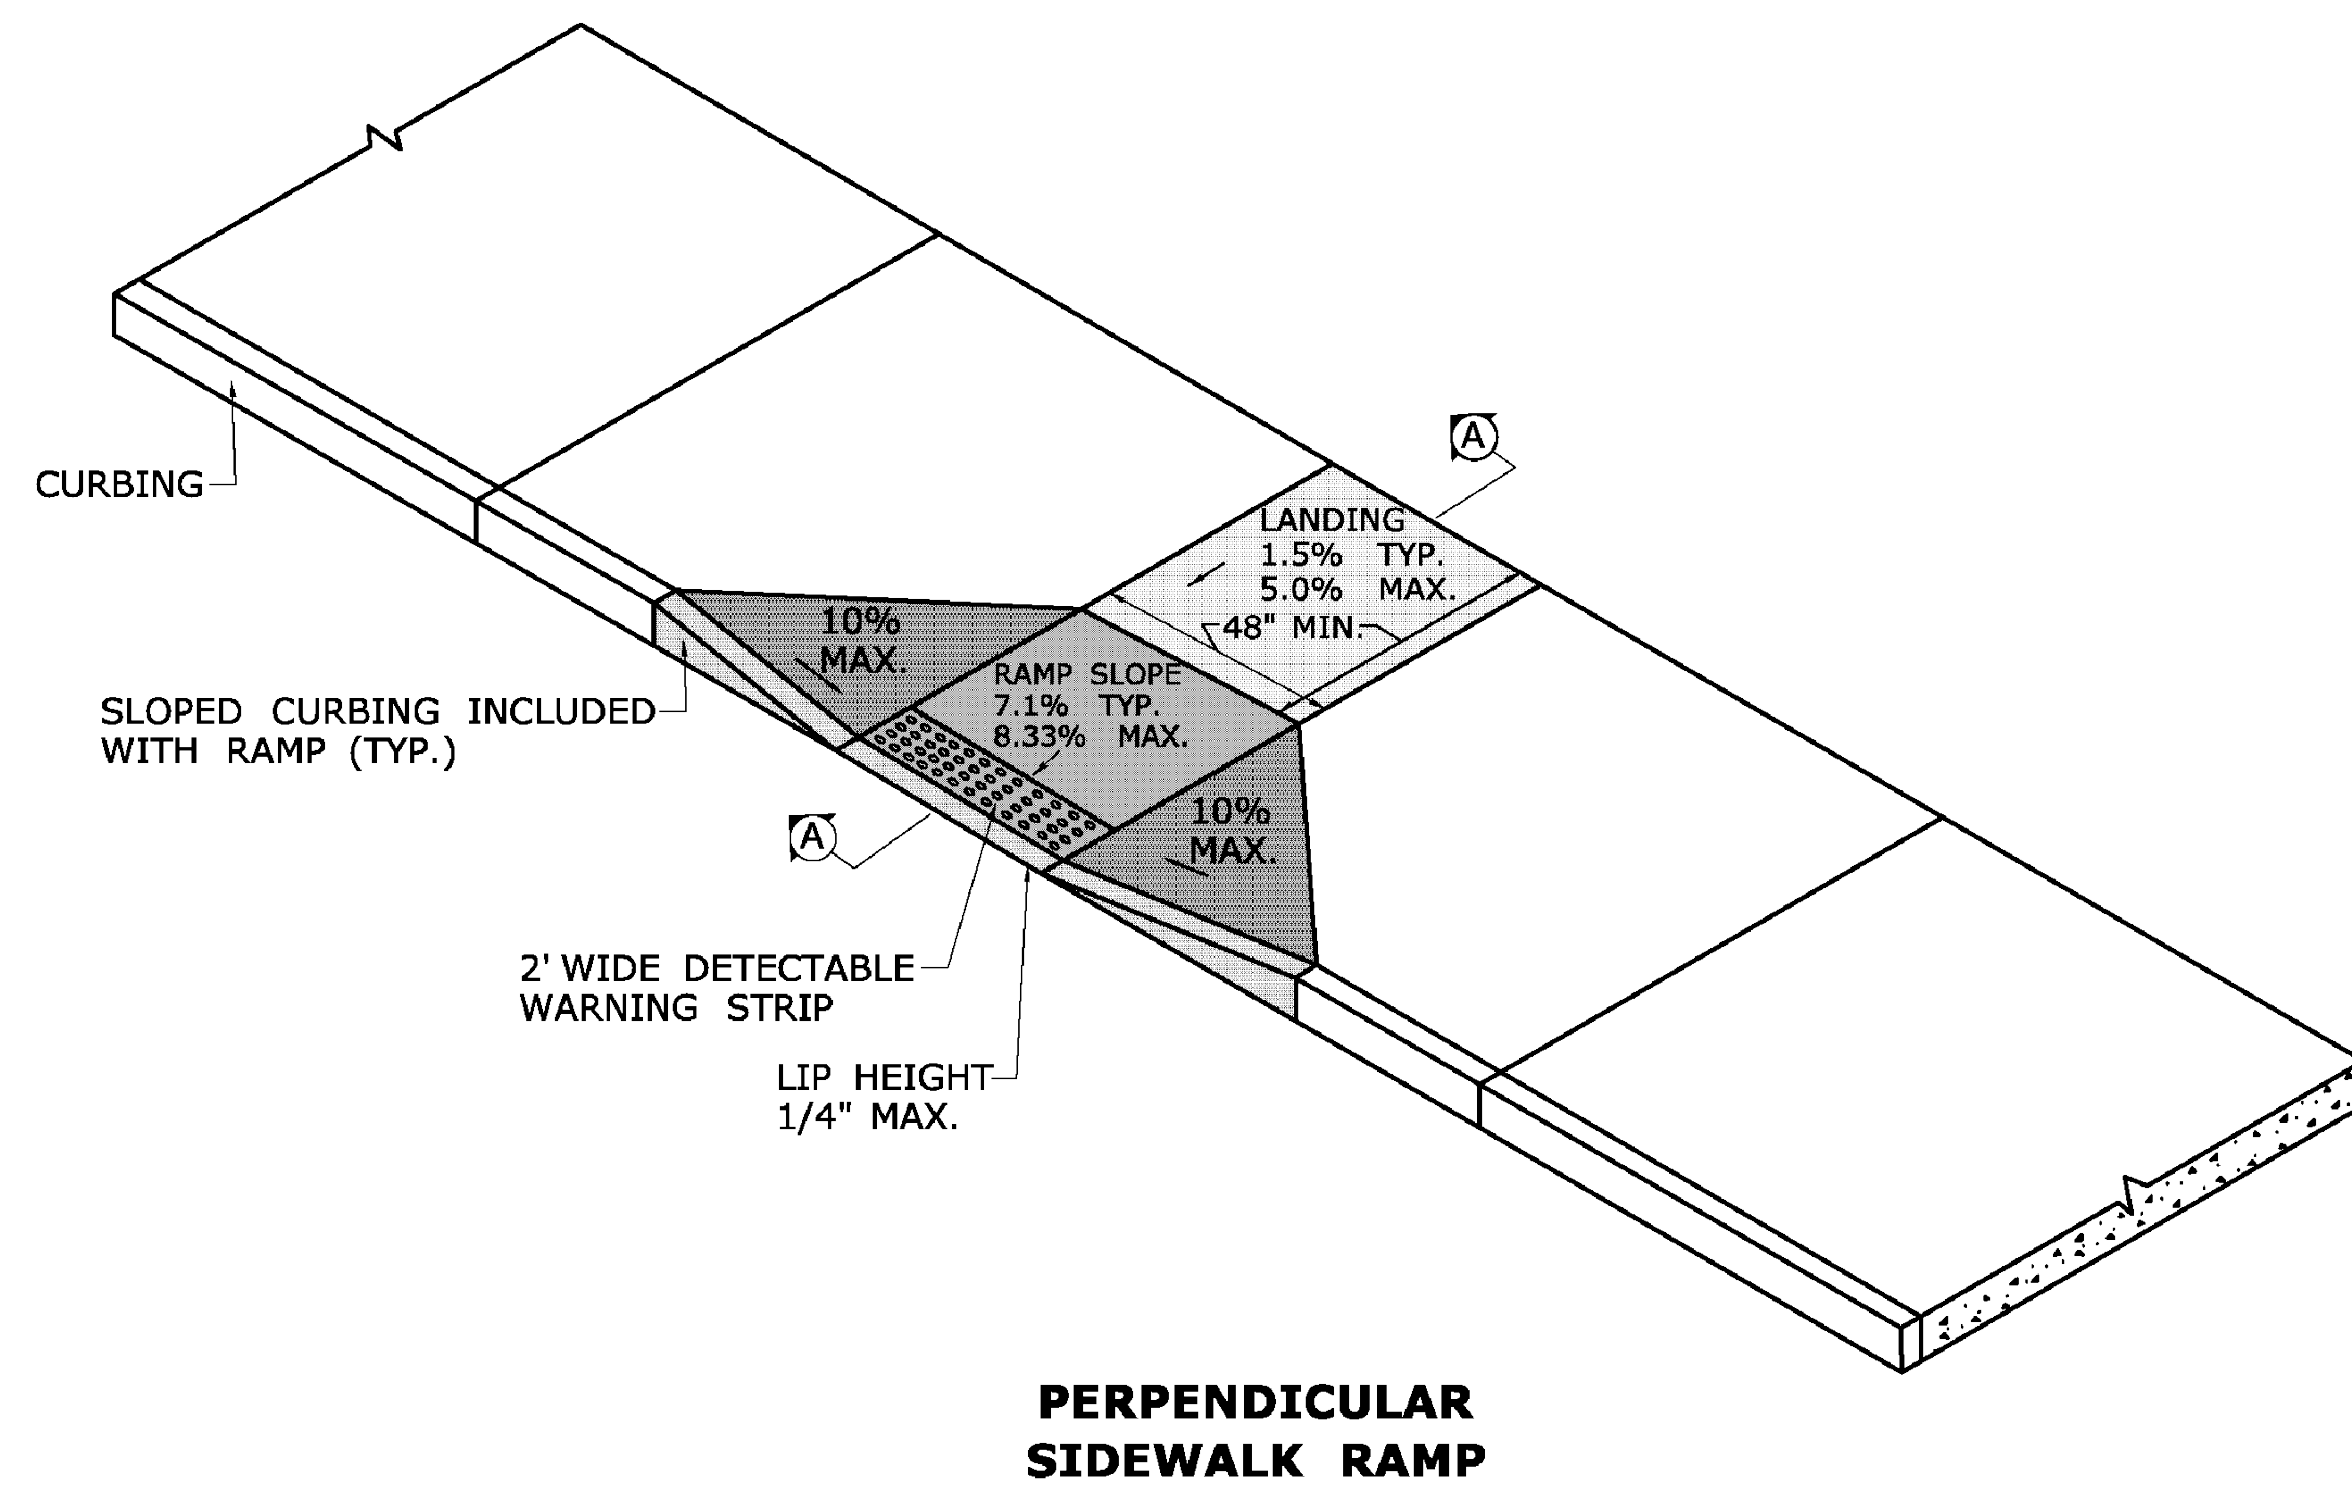 A
LANDING
1.5% TYP.
5.0% MAX.
48" MIN.
CURBING
10%
MAX.
RAMP SLOPE
7.1% TYP.
8.33% MAX.
SLOPED CURBING INCLUDED
WITH RAMP (TYP.)
A
10%
MAX.
2' WIDE DETECTABLE
WARNING STRIP
LIP HEIGHT
1/4" MAX.
PERPENDICULAR
SIDEWALK RAMP